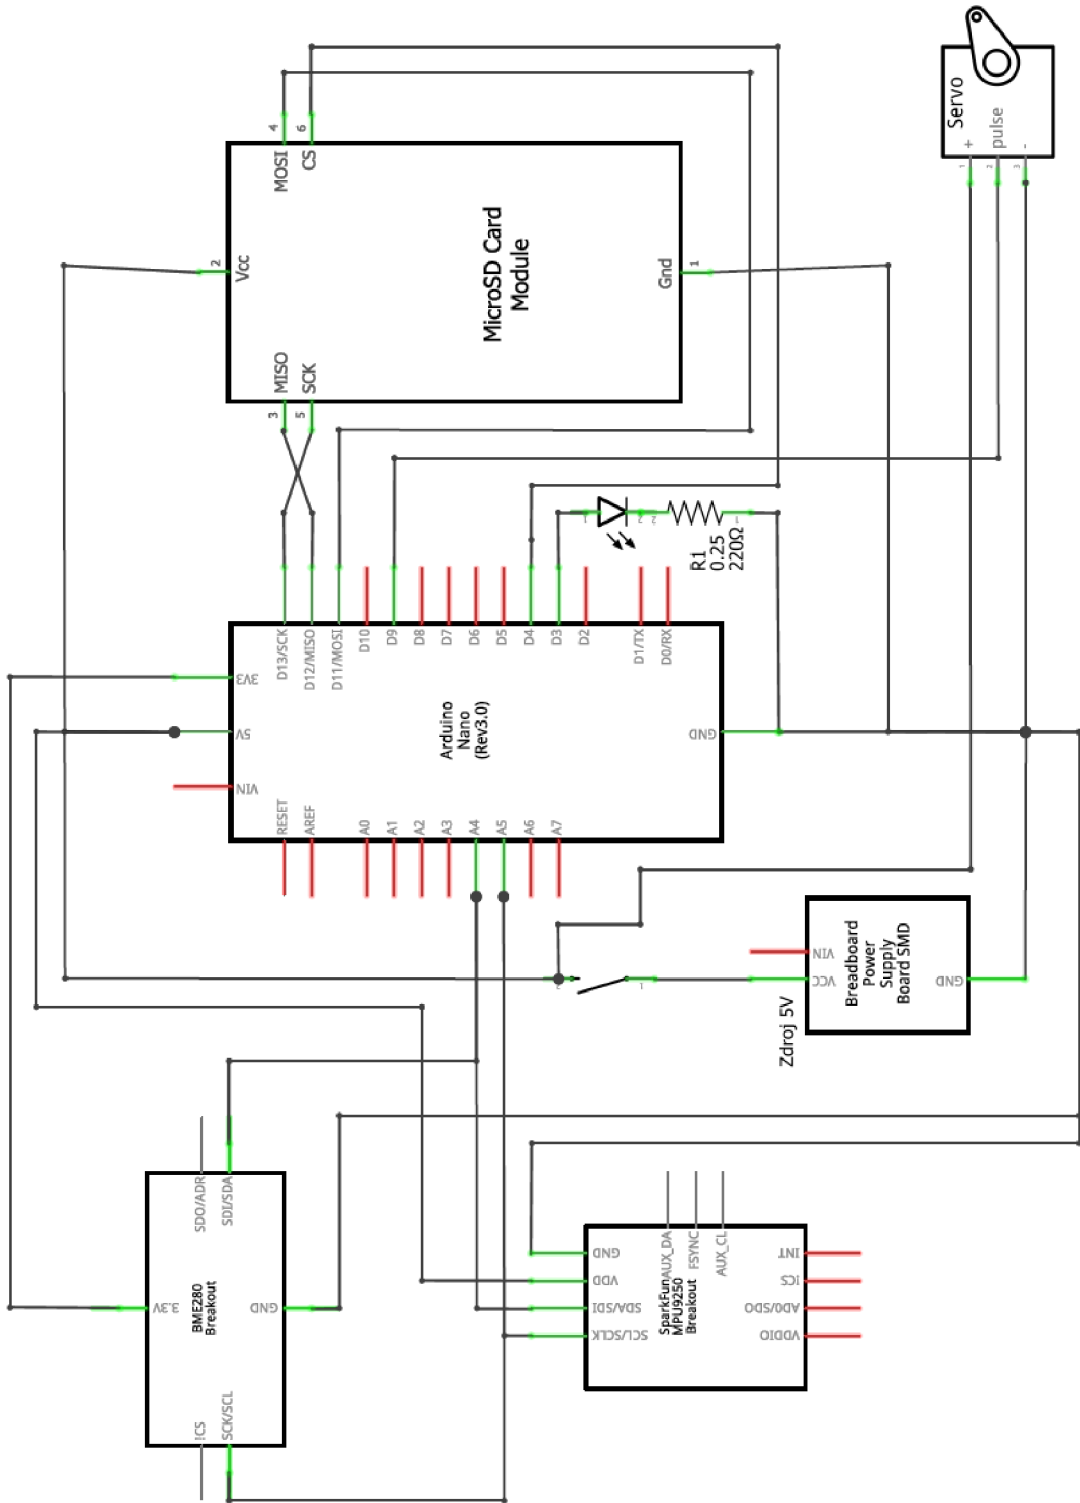 Servo
+
pulse
-
1
2
3
4
6
MOSI
CS
2
Vcc
MicroSD Card
Module
Gnd
1
MISO
SCK
3
5
1
2
2
1
R1
0.25
220Ω
D13/SCK
D12/MISO
D11/MOSI
D10
D9
D8
D7
D6
D5
D4
D3
D2
D1/TX
D0/RX
3V3
5V
VIN
Arduino
Nano
(Rev3.0)
GND
RESET
AREF
A0
A1
A2
A3
A4
A5
A6
A7
2
1
VIN
VCC
Breadboard
Power
Supply
Board SMD
GND
Zdroj 5V
SDO/ADR
SDI/SDA
3.3V
BME280
Breakout
GND
!CS
SCK/SCL
GND
VDD
SDA/SDI
SCL/SCLK
AUX_DA
FSYNC
AUX_CL
SparkFun
MPU9250
Breakout
INT
!CS
AD0/SDO
VDDIO